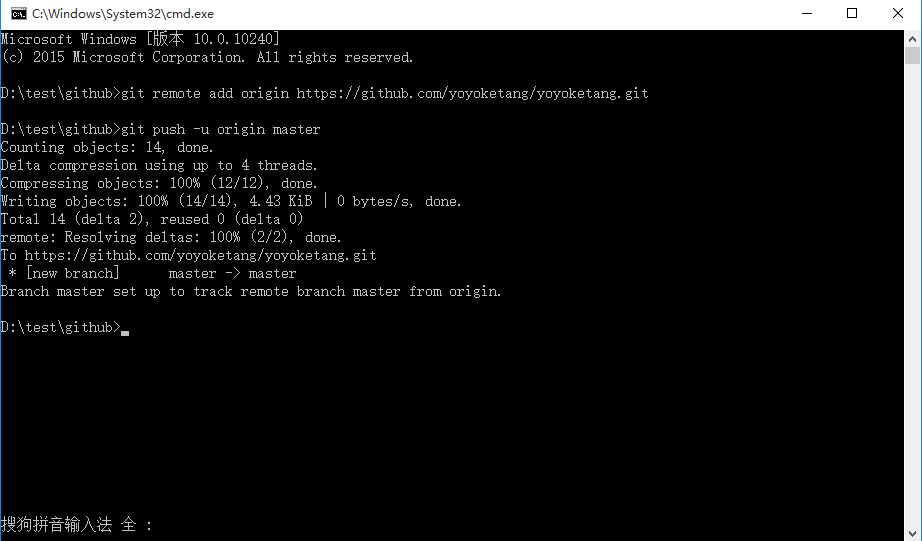 C:\Windows\System32\cmd.exe
Microsoft Windows [版本 10.0.10240]
(c) 2015 Microsoft Corporation. All rights reserved.
D:\test\github>git remote add origin https://github.com/yoyoketang/yoyoketang.git
D:\test\github>git push -u origin master
Counting objects: 14, done.
Delta compression using up to 4 threads.
Compressing objects: 100% (12/12), done.
Writing objects: 100% (14/14), 4.43 KiB | 0 bytes/s, done.
Total 14 (delta 2), reused 0 (delta 0)
remote: Resolving deltas: 100% (2/2), done.
To https://github.com/yoyoketang/yoyoketang.git
 * [new branch]      master -> master
Branch master set up to track remote branch master from origin.
D:\test\github>
搜狗拼音输入法 全 :